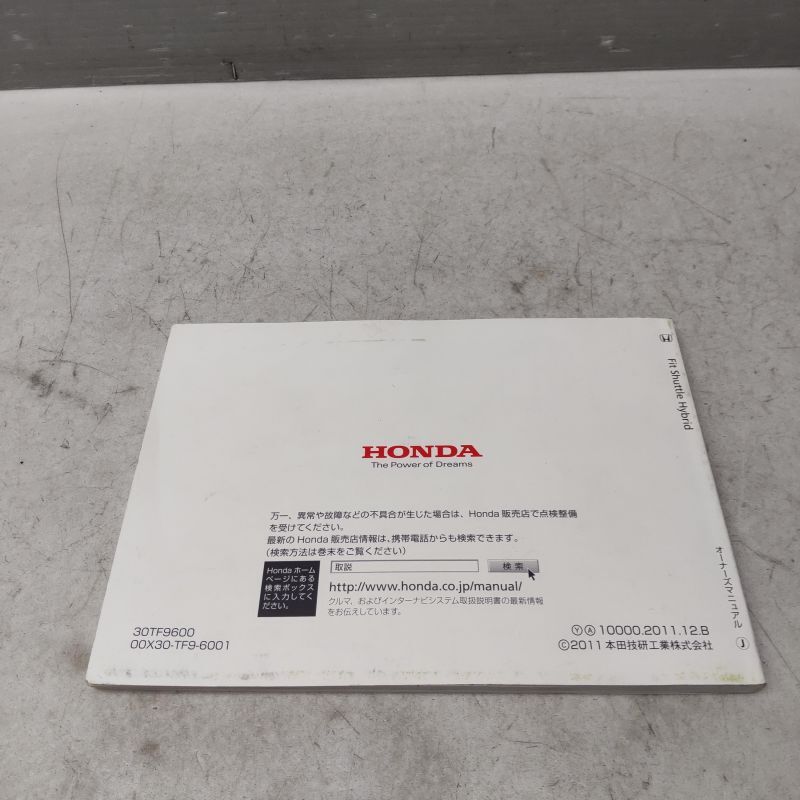 HONDA
The Power of Dreams
万一、異常や故障などの不具合が生じた場合は、Honda 販売店で点検整備
を受けてください。
最新の Honda 販売店情報は、携帯電話からも検索できます。
(検索方法は巻末をご覧ください)
Honda ホーム
ページにある
検索ボックス
に入力してく
ださい。
取説
検 索
http://www.honda.co.jp/manual/
クルマ、およびインターナビシステム取扱説明書の最新情報
をお伝えしています。
30TF9600
00X30-TF9-6001
Ⓨ Ⓐ 10000.2011.12.B
©2011 本田技研工業株式会社
Fit Shuttle Hybrid
オーナーズマニュアル
Ⓙ